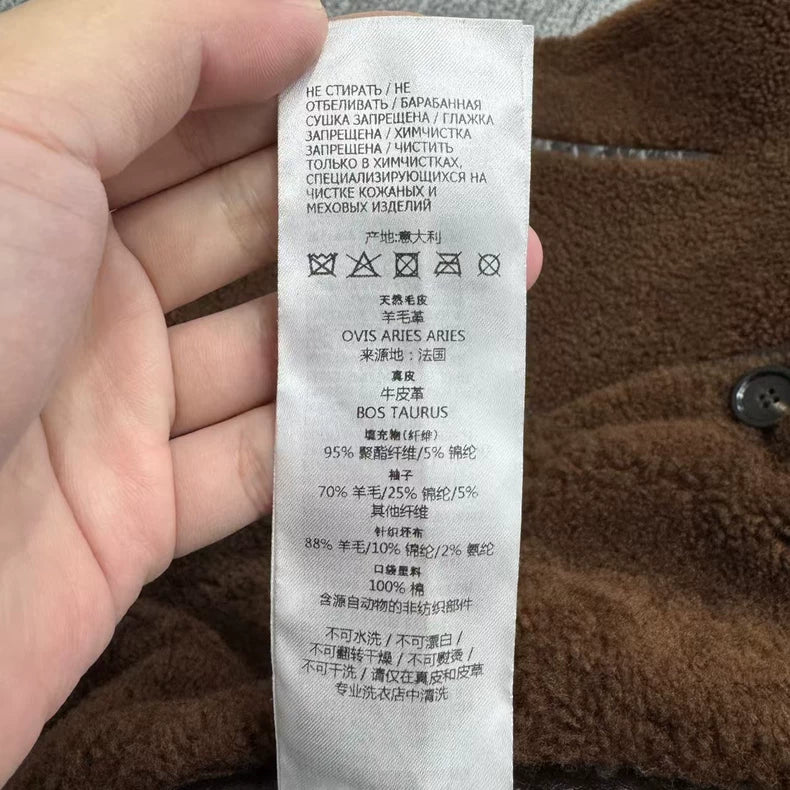 НЕ СТИРАТЬ / НЕ
ОТБЕЛИВАТЬ / БАРАБАННАЯ
СУШКА ЗАПРЕЩЕНА / ГЛАЖКА
ЗАПРЕЩЕНА / ХИМЧИСТКА
ЗАПРЕЩЕНА / ЧИСТИТЬ
ТОЛЬКО В ХИМЧИСТКАХ,
СПЕЦИАЛИЗИРУЮЩИХСЯ НА
ЧИСТКЕ КОЖАНЫХ И
МЕХОВЫХ ИЗДЕЛИЙ
产地:意大利
天然毛皮
羊毛革
OVIS ARIES ARIES
来源地：法国
真皮
牛皮革
BOS TAURUS
填充物(纤维)
95% 聚酯纤维/5% 锦纶
袖子
70% 羊毛/25% 锦纶/5%
其他纤维
针织坯布
88% 羊毛/10% 锦纶/2% 氨纶
口袋里料
100% 棉
含源自动物的非纺织部件
不可水洗 / 不可漂白 /
不可翻转干燥 / 不可熨烫 /
不可干洗 / 请仅在真皮和皮革
专业洗衣店中清洗